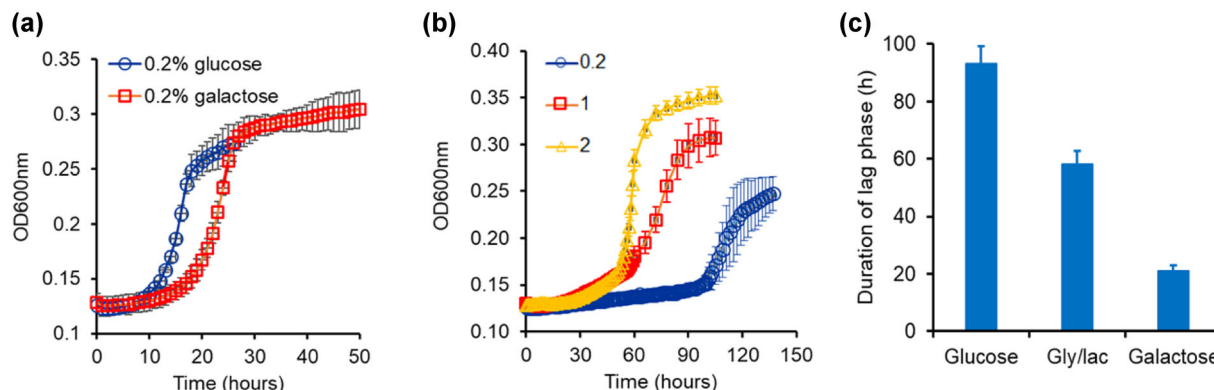 (a)
0.35
0.3
0.25
0.2
0.15
0.1
OD600nm
0.2% glucose
0.2% galactose
0 10 20 30 40 50
Time (hours)
(b)
0.40
0.35
0.30
0.25
0.20
0.15
0.10
OD600nm
0.2
1
2
0 30 60 90 120 150
Time (hours)
(c)
100
80
60
40
20
0
Duration of lag phase (h)
Glucose Gly/lac Galactose